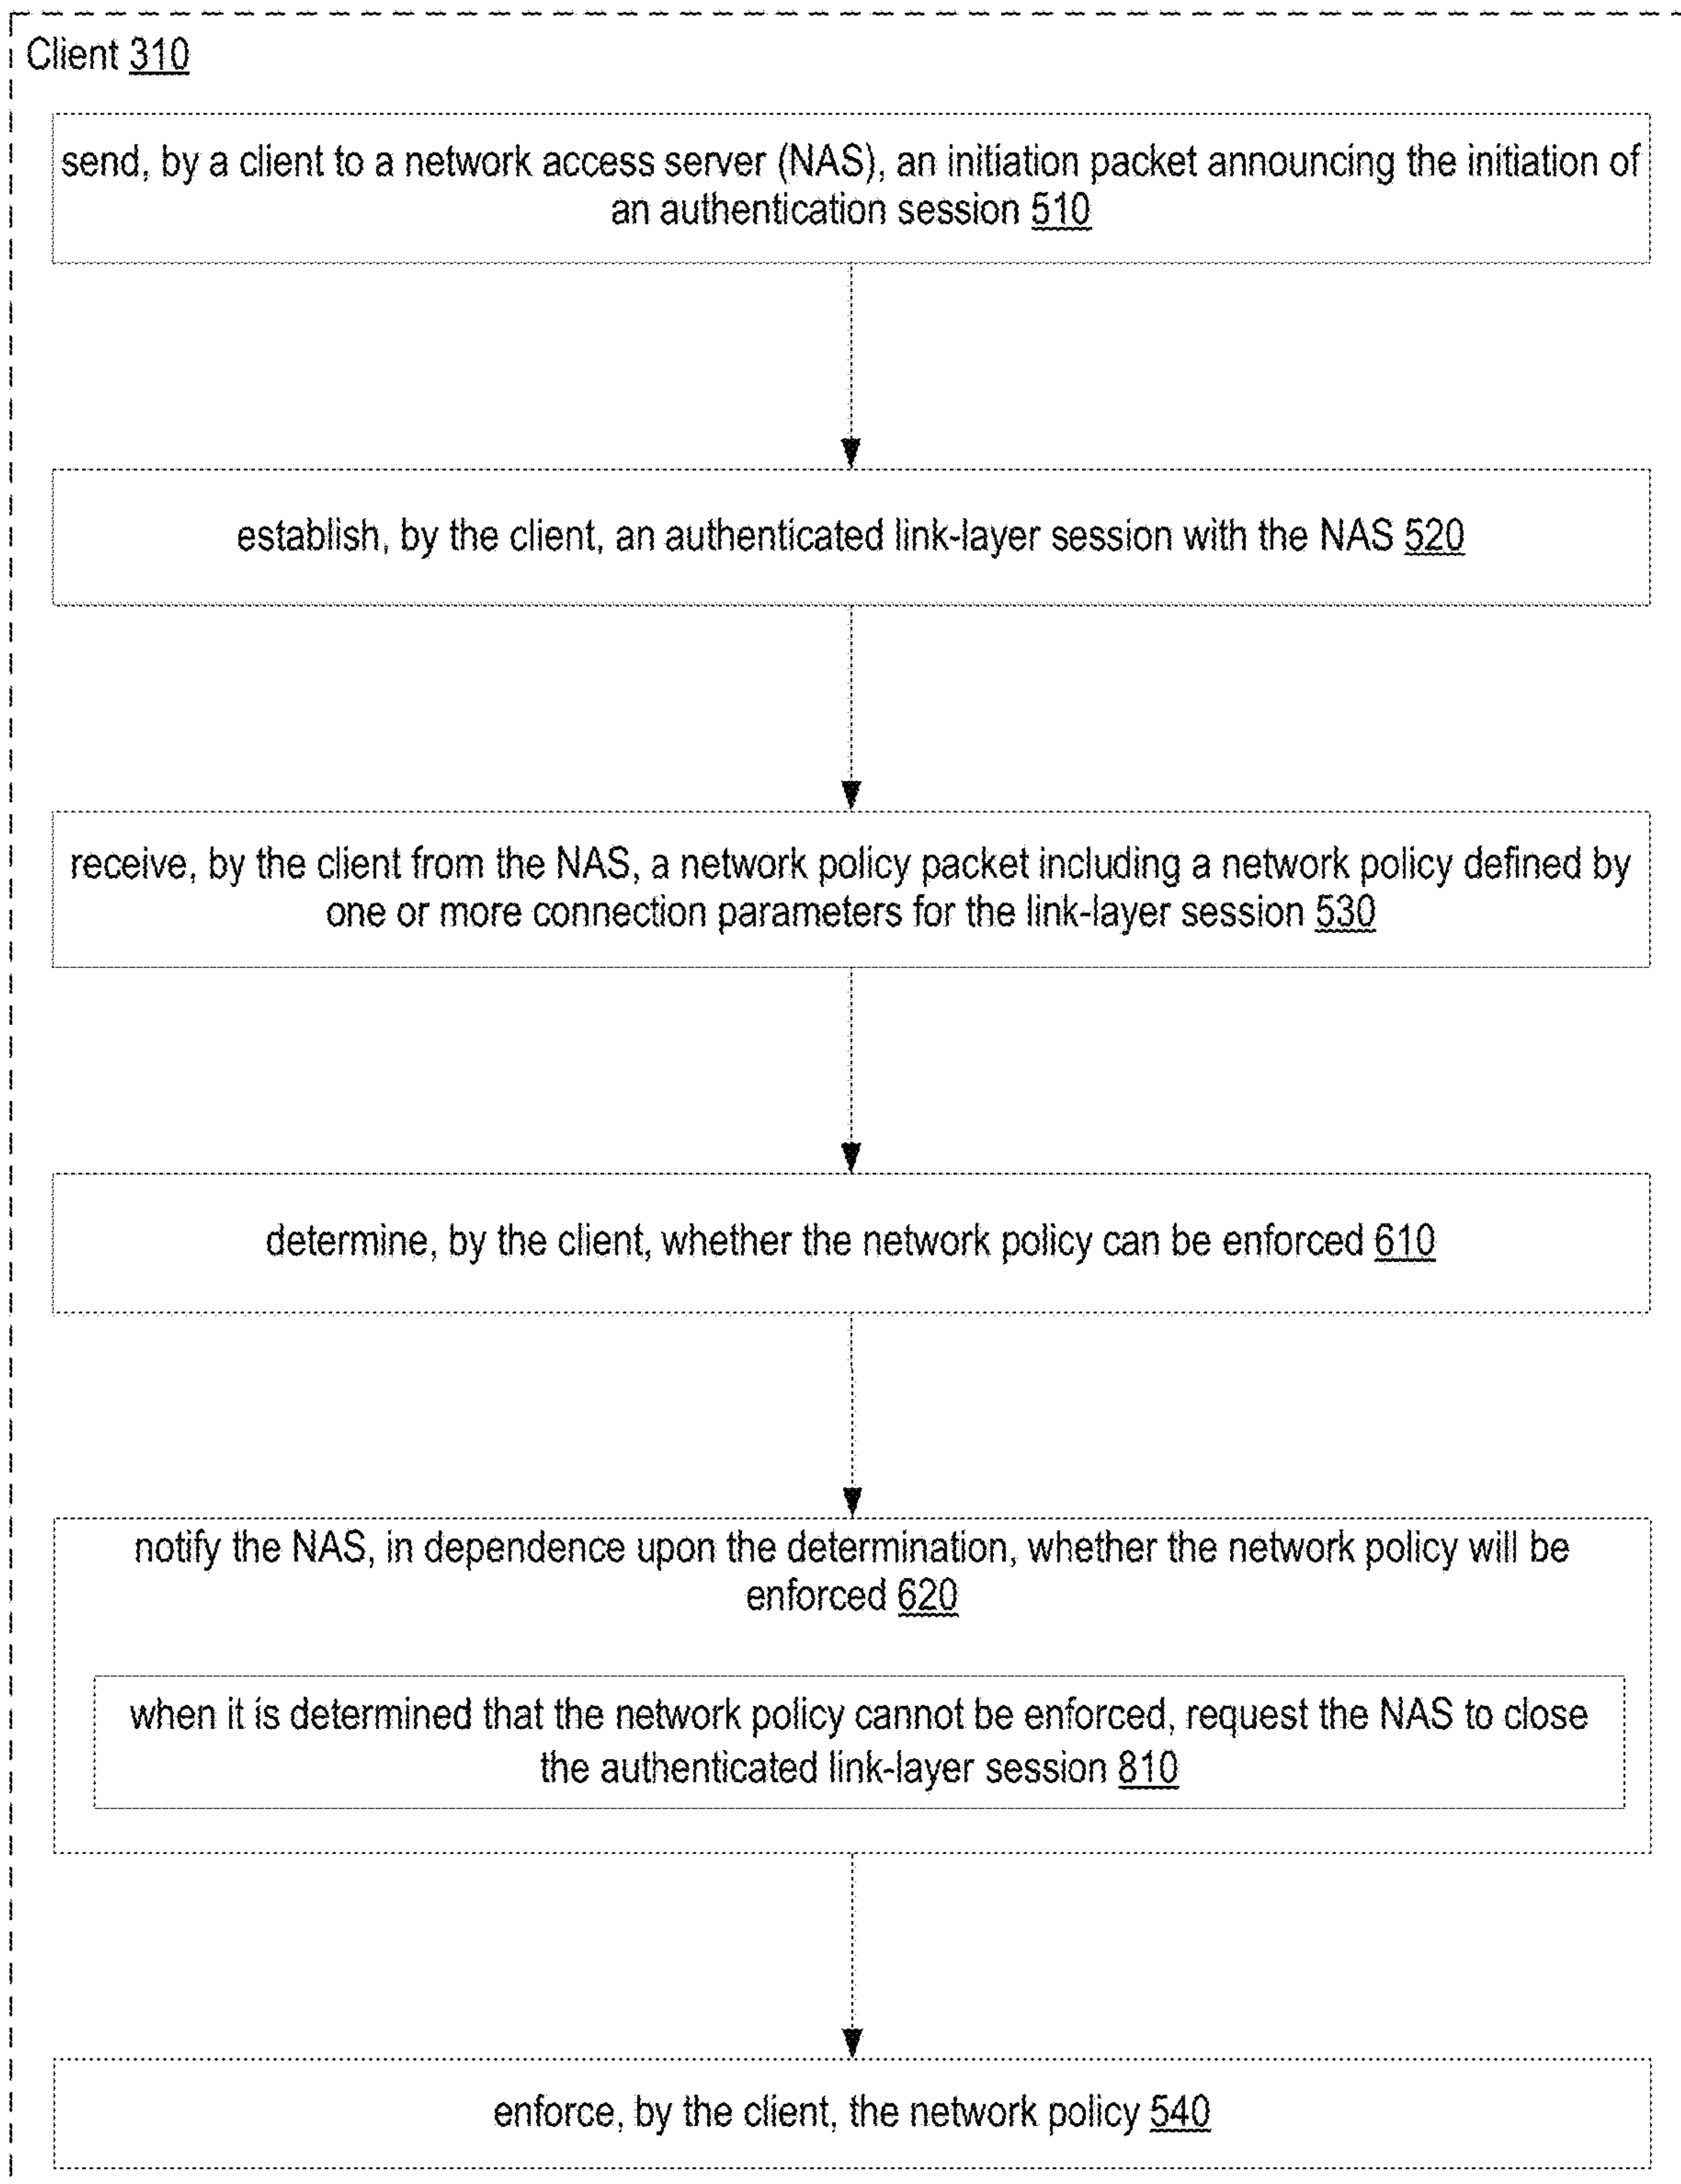 Client 310
send, by a client to a network access server (NAS), an initiation packet announcing the initiation of
an authentication session 510
establish, by the client, an authenticated link-layer session with the NAS 520
receive, by the client from the NAS, a network policy packet including a network policy defined by
one or more connection parameters for the link-layer session 530
determine, by the client, whether the network policy can be enforced 610
notify the NAS, in dependence upon the determination, whether the network policy will be
enforced 620
when it is determined that the network policy cannot be enforced, request the NAS to close
the authenticated link-layer session 810
enforce, by the client, the network policy 540